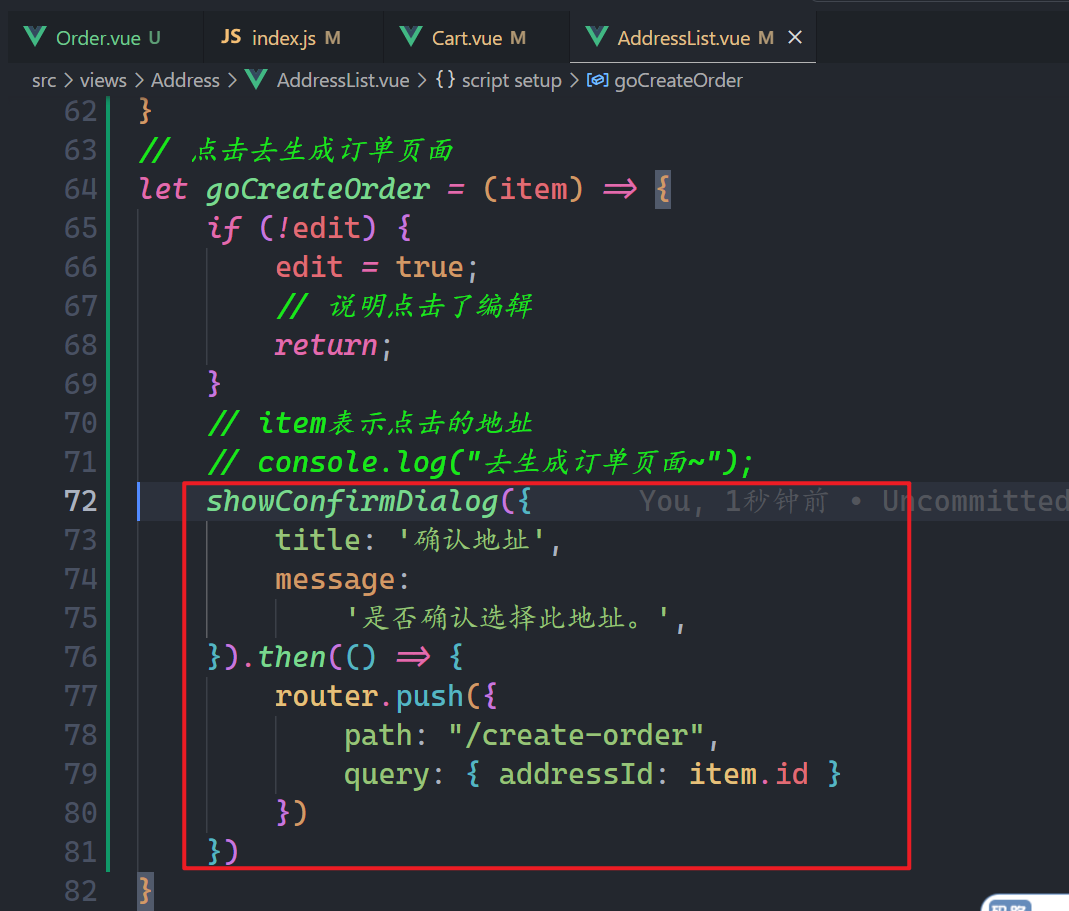 Order.vue U JS index.js M Cart.vue M AddressList.vue M
src > views > Address > AddressList.vue > {} script setup > goCreateOrder
62 }
63 // 点击去生成订单页面
64 let goCreateOrder = (item) => {
65 if (!edit) {
66 edit = true;
67 // 说明点击了编辑
68 return;
69 }
70 // item表示点击的地址
71 // console.log("去生成订单页面~");
72 showConfirmDialog({ You, 1秒钟前 • Uncommitted
73 title: '确认地址',
74 message:
75 '是否确认选择此地址。',
76 }).then(() => {
77 router.push({
78 path: "/create-order",
79 query: { addressId: item.id }
80 })
81 })
82 }